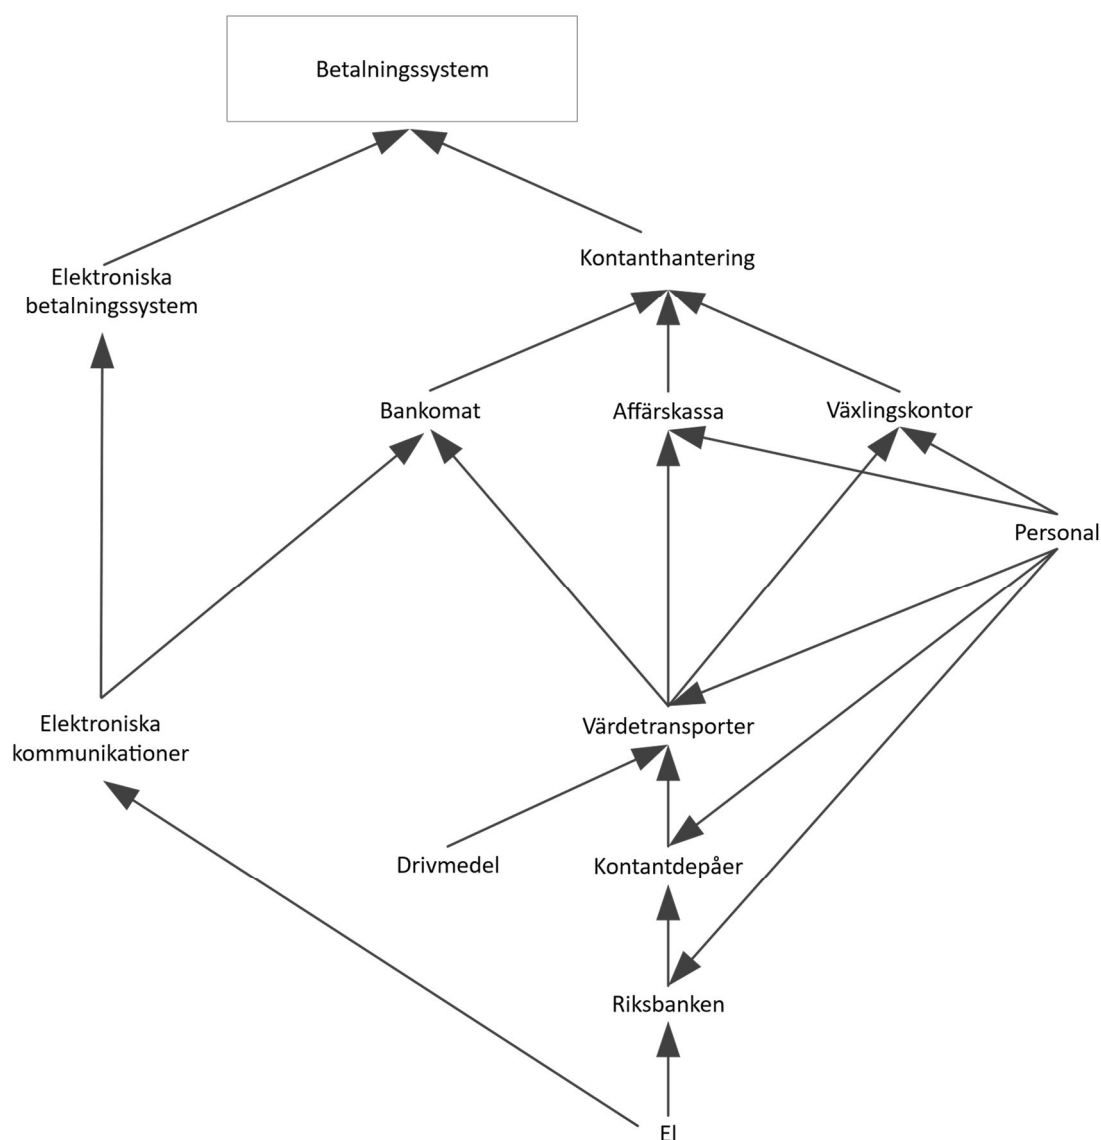 Betalningssystem
Kontanthantering
Elektroniska
betalningssystem
Bankomat
Affärskassa
Växlingskontor
Personal
Elektroniska
kommunikationer
Värdetransporter
Drivmedel
Kontantdepåer
Riksbanken
El